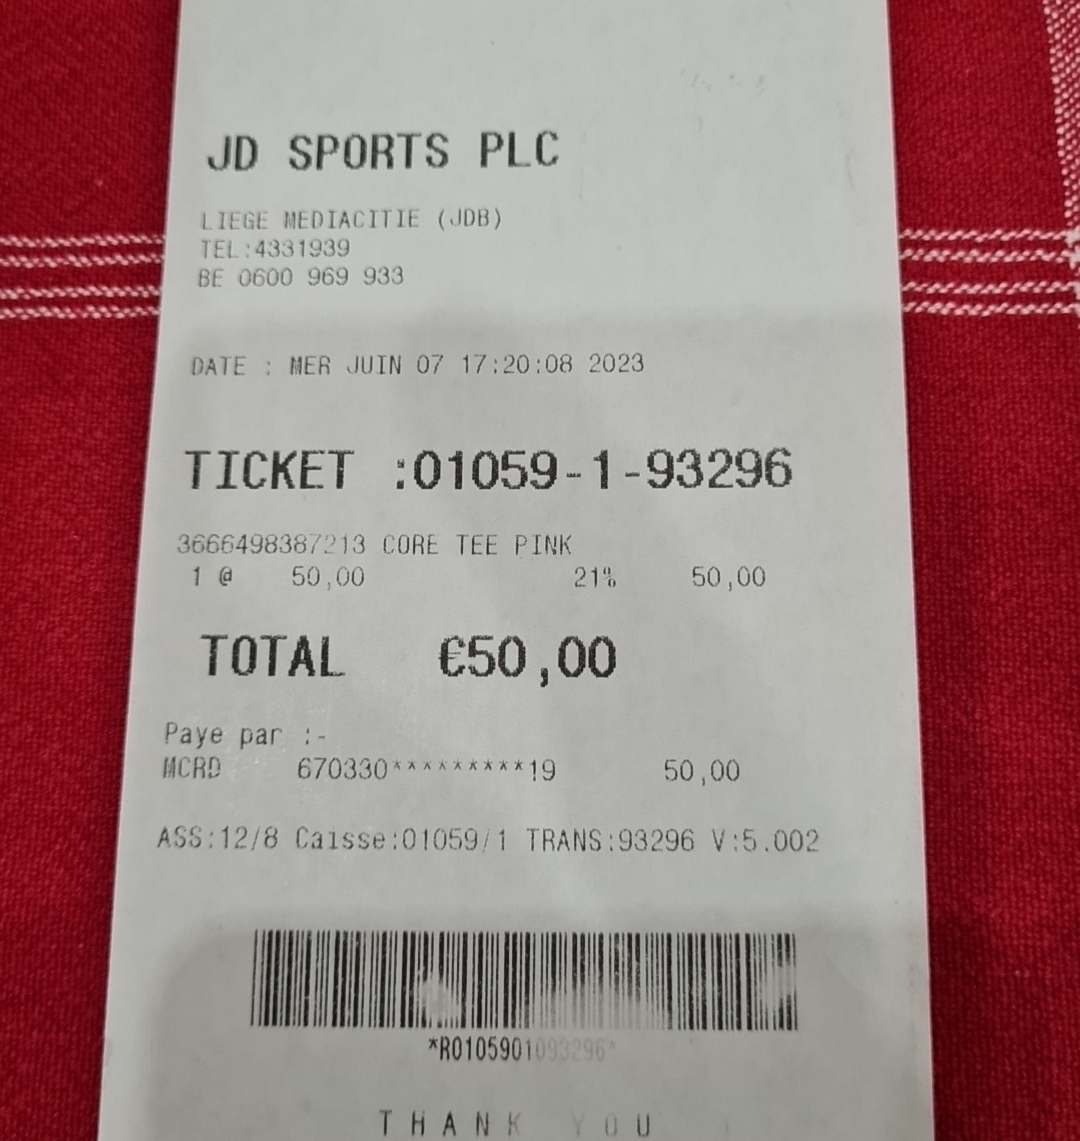 JD SPORTS PLC
LIEGE MEDIACITIE (JDB)
TEL:4331939
BE 0600 969 933
DATE : MER JUIN 07 17:20:08 2023
TICKET :01059-1-93296
3666498387213 CORE TEE PINK
1 @ 50,00 21% 50,00
TOTAL €50,00
Paye par :-
MCRD 670330*********19 50,00
ASS:12/8 Caisse:01059/1 TRANS:93296 V:5.002
*R0105901093296*
THANK YOU